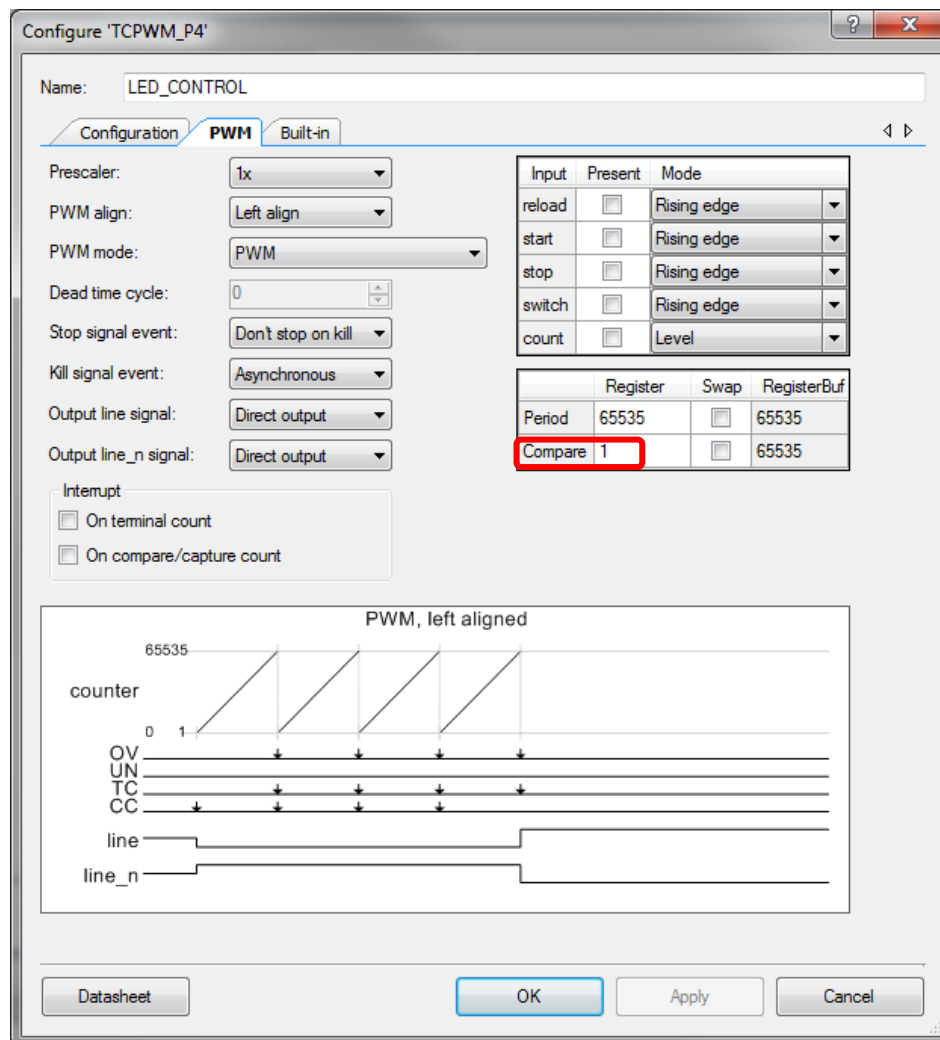 Configure 'TCPWM_P4'
?
Name: LED_CONTROL
Configuration PWM Built-in
Prescaler: 1x
PWM align: Left align
PWM mode: PWM
Dead time cycle: 0
Stop signal event: Don't stop on kill
Kill signal event: Asynchronous
Output line signal: Direct output
Output line_n signal: Direct output
Interrupt
On terminal count
On compare/capture count
Input Present Mode
reload Rising edge
start Rising edge
stop Rising edge
switch Rising edge
count Level
Register Swap RegisterBuf
Period 65535 65535
Compare 1 65535
PWM, left aligned
65535
counter
0 1
OV
UN
TC
CC
line
line_n
Datasheet OK Apply Cancel